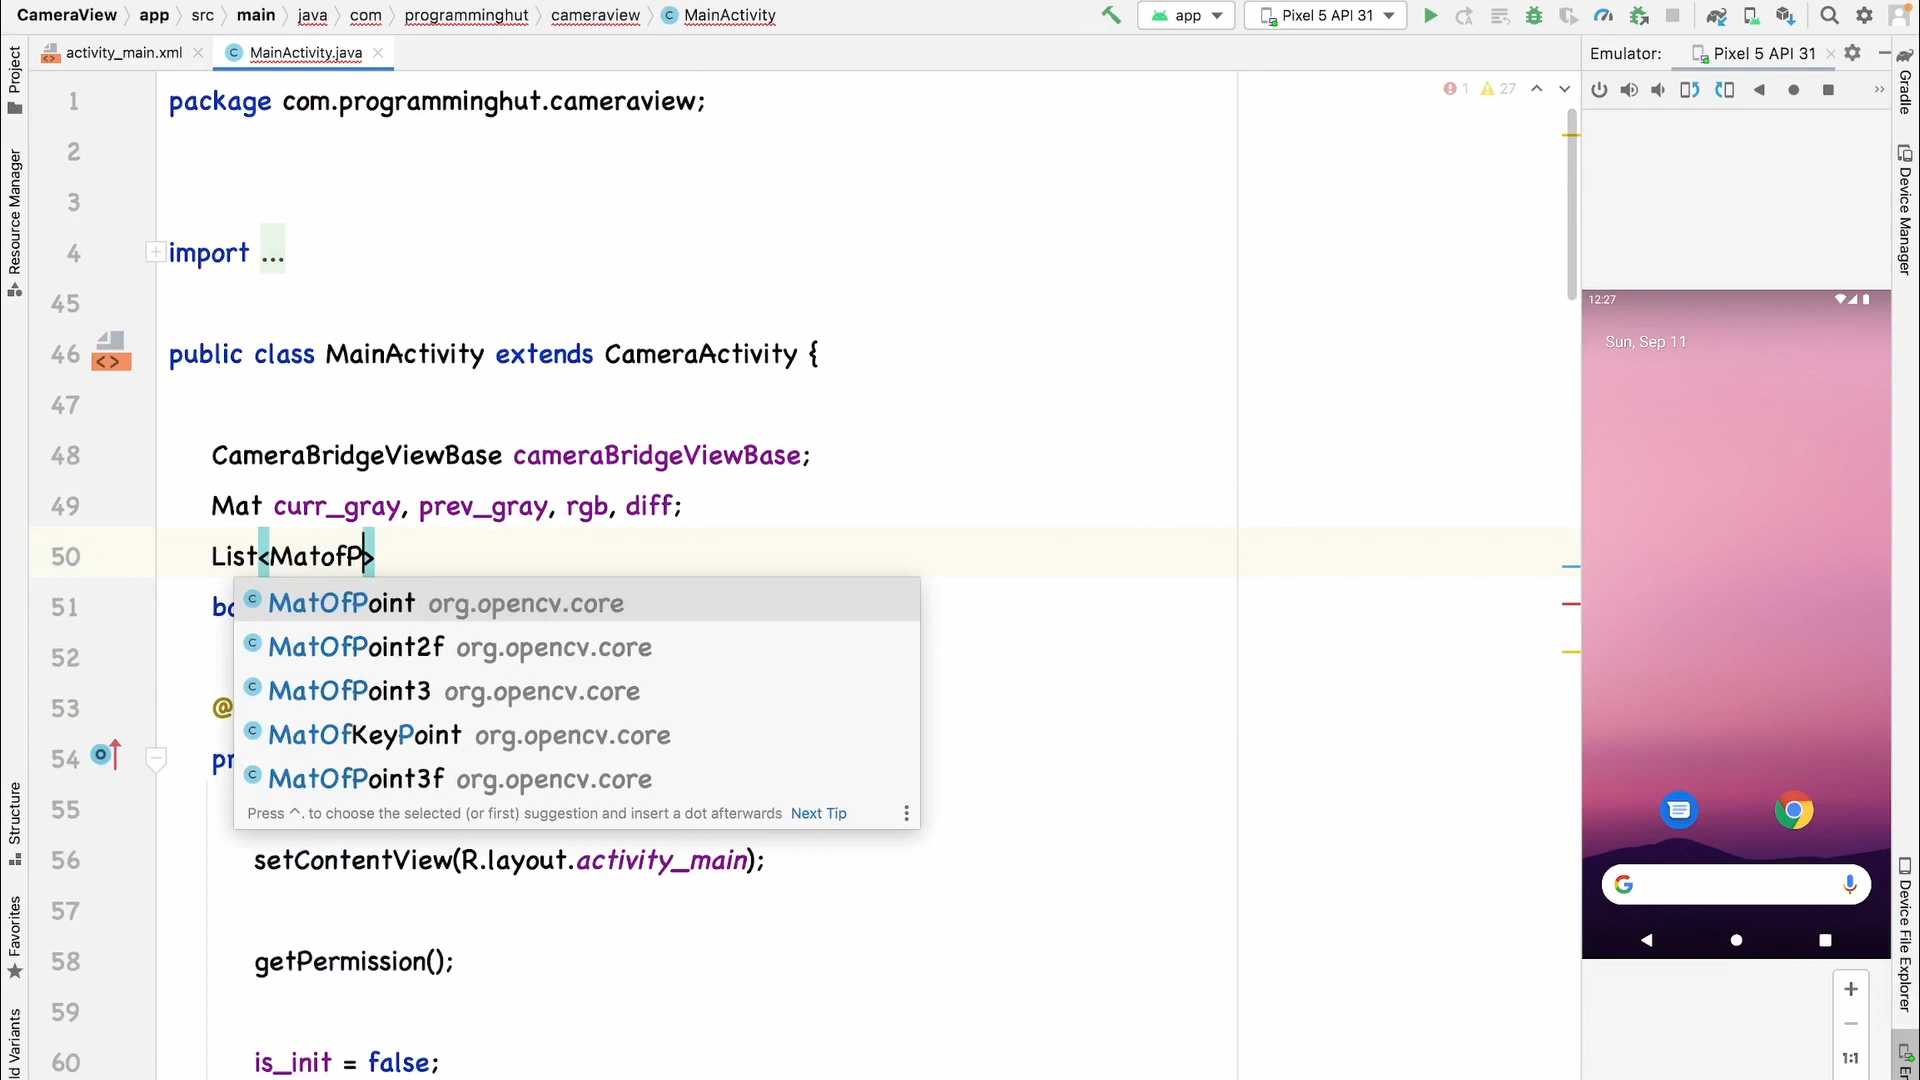 CameraView app src main java com programminghut cameraview MainActivity
app Pixel 5 API 31
activity_main.xml MainActivity.java
Emulator: Pixel 5 API 31
1 27
1 package com.programminghut.cameraview;
2
3
4 import ...
45
46 public class MainActivity extends CameraActivity {
47
48 CameraBridgeViewBase cameraBridgeViewBase;
49 Mat curr_gray, prev_gray, rgb, diff;
50 List<MatofP>
MatOfPoint org.opencv.core
51 bo
MatOfPoint2f org.opencv.core
52
MatOfPoint3 org.opencv.core
53 @
MatOfKeyPoint org.opencv.core
54 pr
MatOfPoint3f org.opencv.core
55
Press ^. to choose the selected (or first) suggestion and insert a dot afterwards Next Tip
56 setContentView(R.layout.activity_main);
57
58 getPermission();
59
60 is_init = false;
Project
Resource Manager
Structure
Favorites
ld Variants
12:27
Sun, Sep 11
1:1
Gradle
Device Manager
Device File Explorer
Er